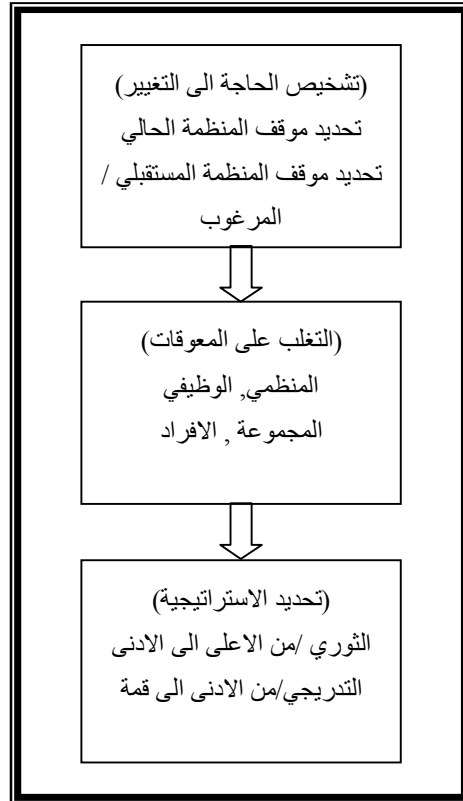 (تشخيص الحاجة الى التغيير)
تحديد موقف المنظمة الحالي
تحديد موقف المنظمة المستقبلي /
المرغوب
(التغلب على المعوقات)
المنظمي, الوظيفي
المجموعة , الافراد
(تحديد الاستراتيجية)
الثوري /من الاعلى الى الادنى
التدريجي/من الادنى الى قمة